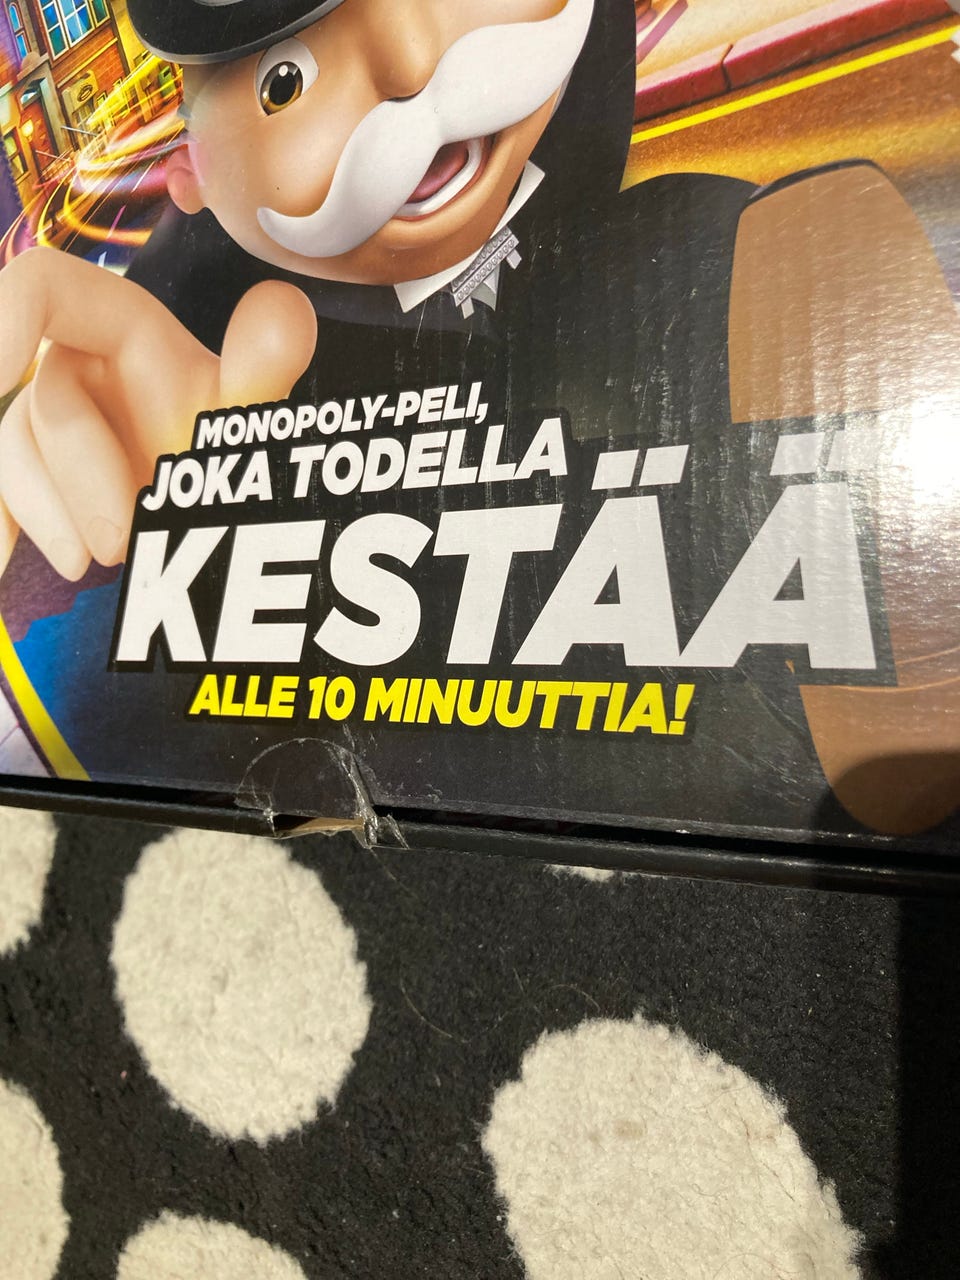 MONOPOLY-PELI,
JOKA TODELLA
KESTÄÄ
ALLE 10 MINUUTTIA!